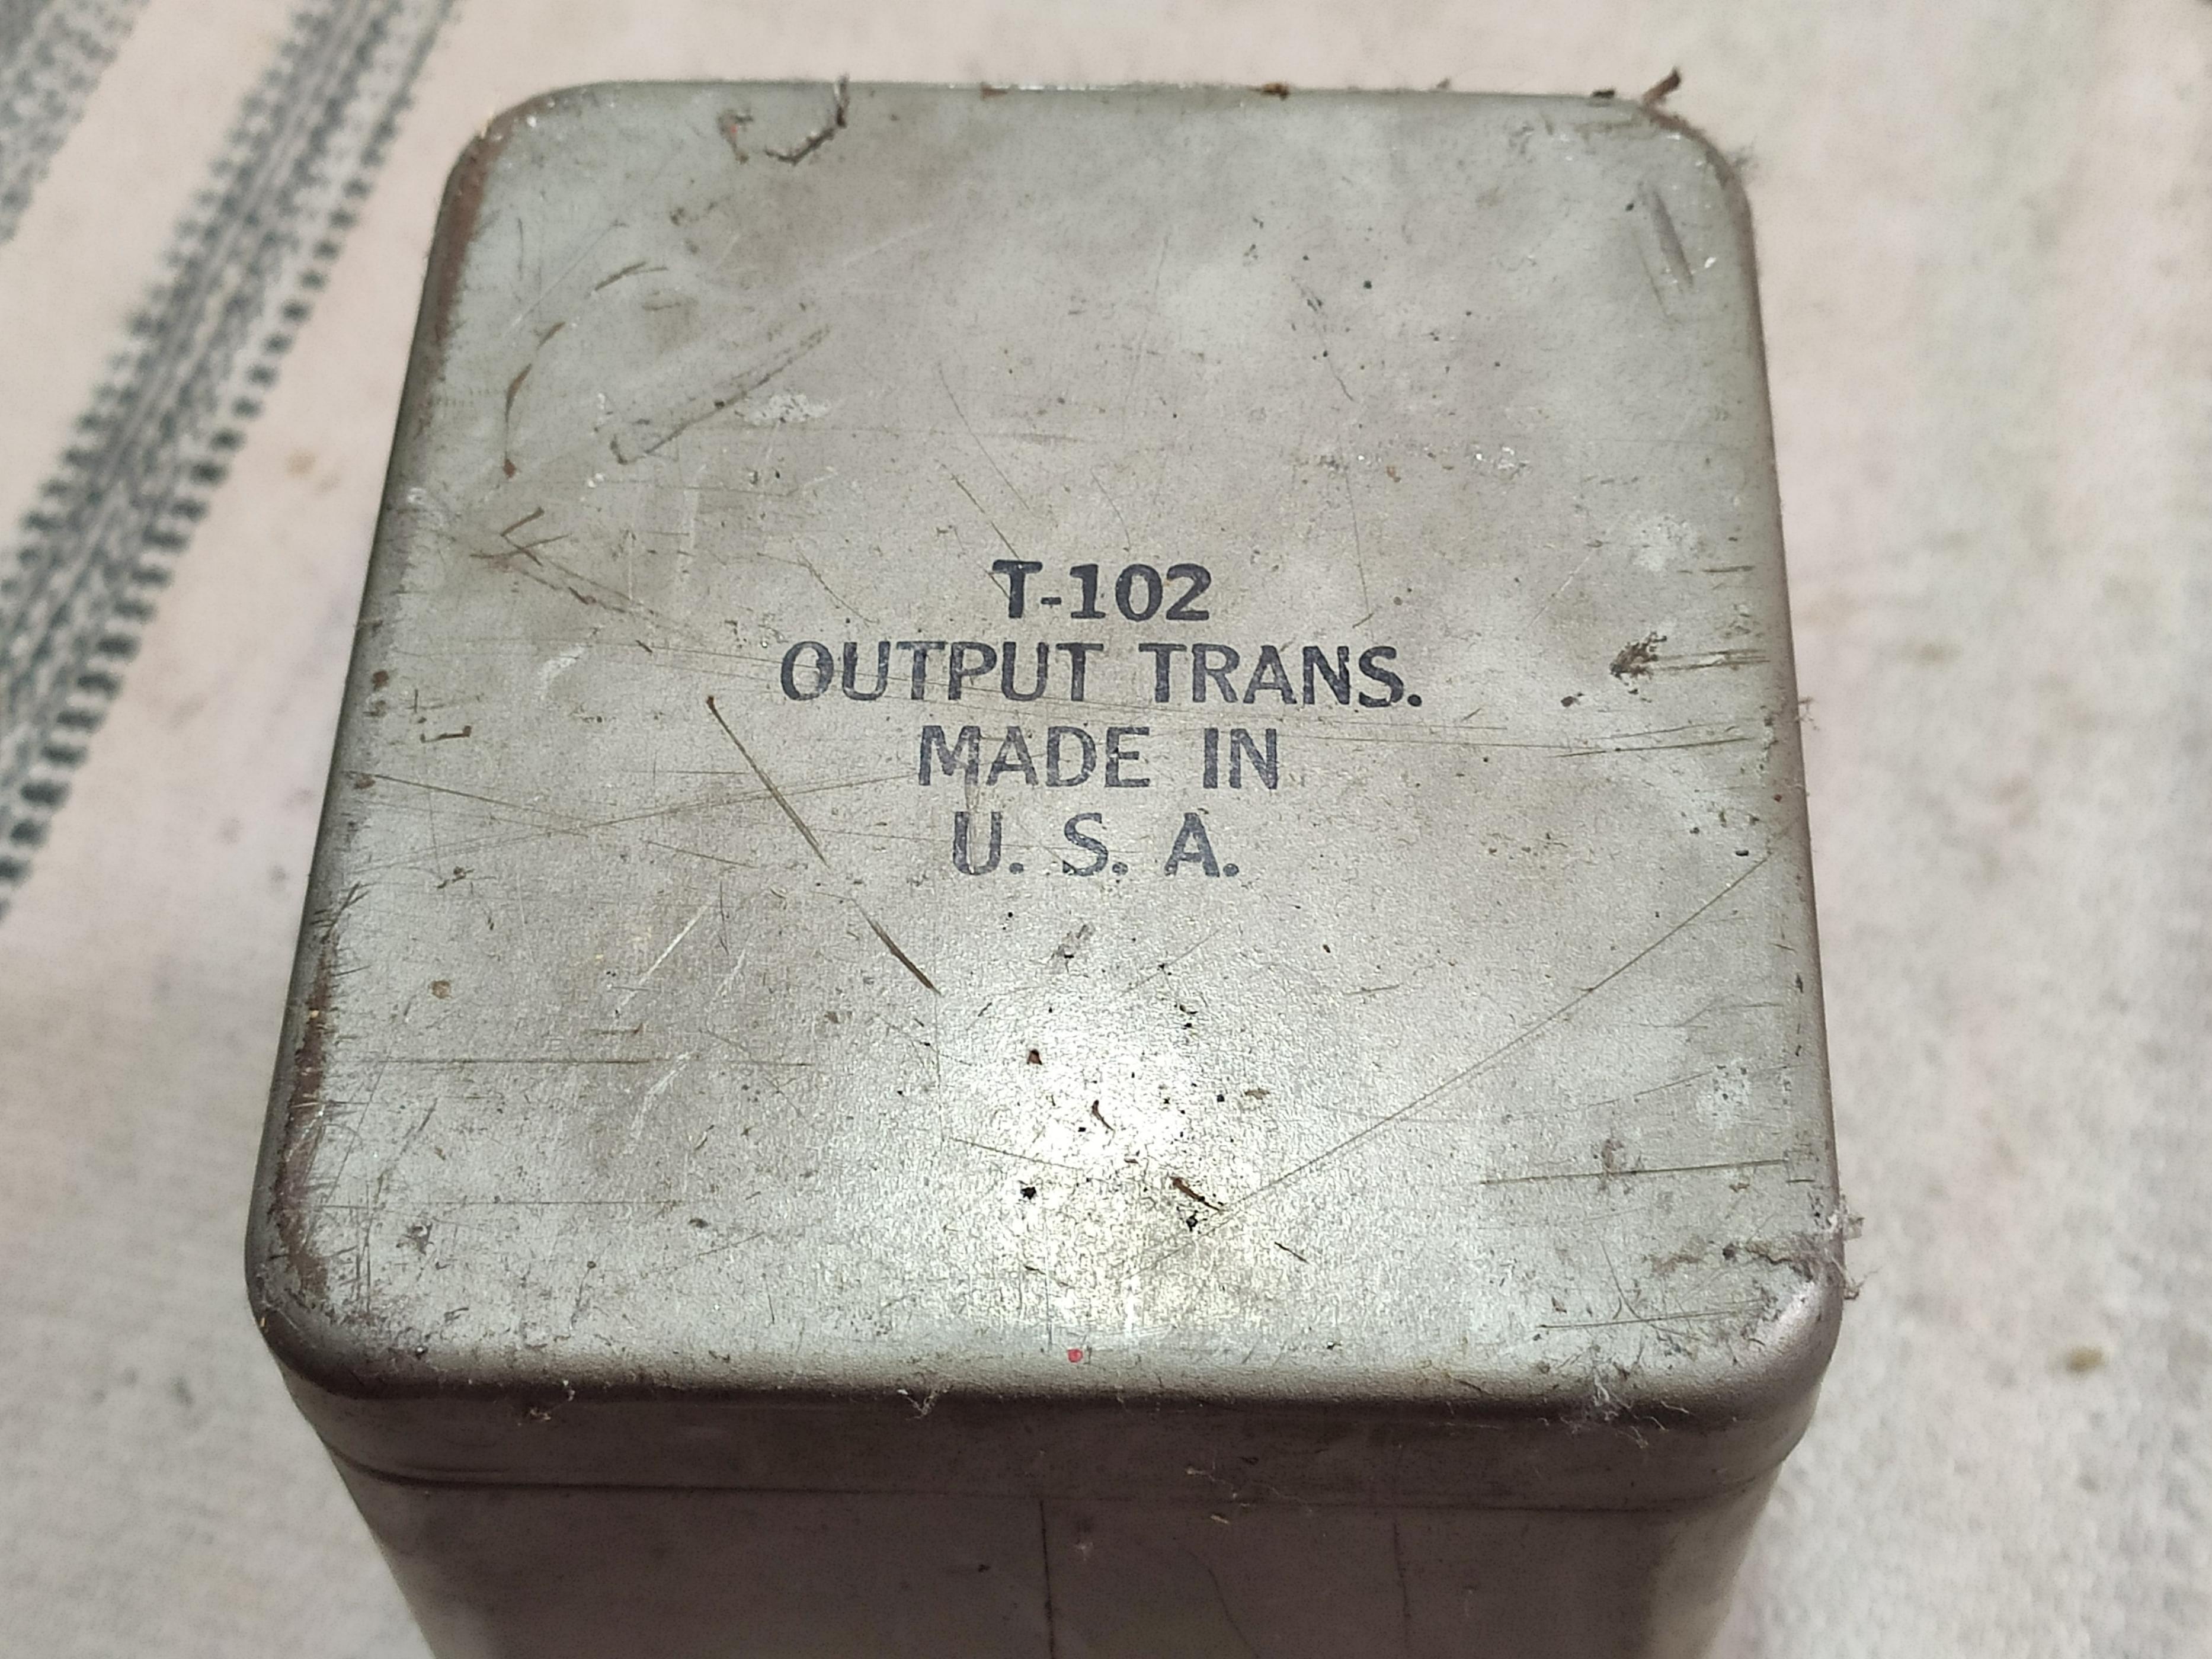 T-102
OUTPUT TRANS.
MADE IN
U. S. A.